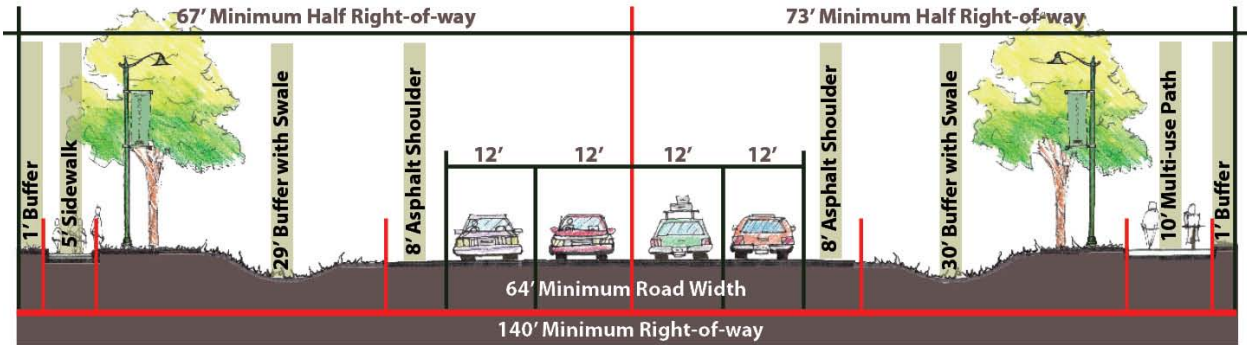 67' Minimum Half Right-of-way
73' Minimum Half Right-of-way
1' Buffer
5' Sidewalk
29' Buffer with Swale
8' Asphalt Shoulder
12'
12'
12'
12'
8' Asphalt Shoulder
30' Buffer with Swale
10' Multi-use Path
1' Buffer
64' Minimum Road Width
140' Minimum Right-of-way